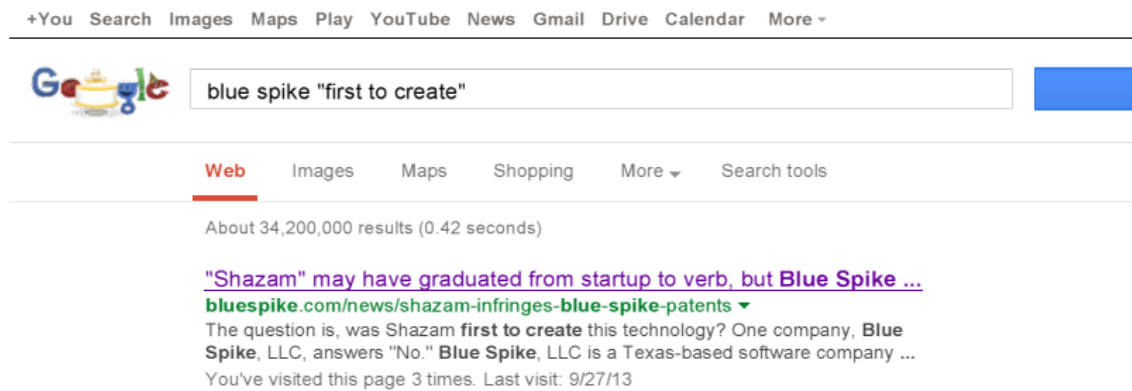 +You Search Images Maps Play YouTube News Gmail Drive Calendar More
Google
blue spike "first to create"
Web Images Maps Shopping More Search tools
About 34,200,000 results (0.42 seconds)
"Shazam" may have graduated from startup to verb, but Blue Spike ...
bluespike.com/news/shazam-infringes-blue-spike-patents
The question is, was Shazam first to create this technology? One company, Blue
Spike, LLC, answers "No." Blue Spike, LLC is a Texas-based software company ...
You've visited this page 3 times. Last visit: 9/27/13